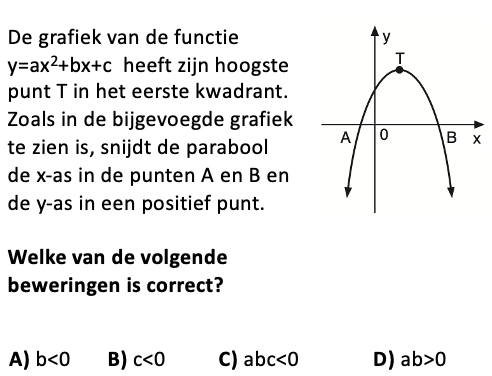 De grafiek van de functie
y=ax²+bx+c heeft zijn hoogste
punt T in het eerste kwadrant.
Zoals in de bijgevoegde grafiek
te zien is, snijdt de parabool
de x-as in de punten A en B en
de y-as in een positief punt.
Welke van de volgende
beweringen is correct?
y
T
A 0 B x
A) b<0 B) c<0 C) abc<0 D) ab>0